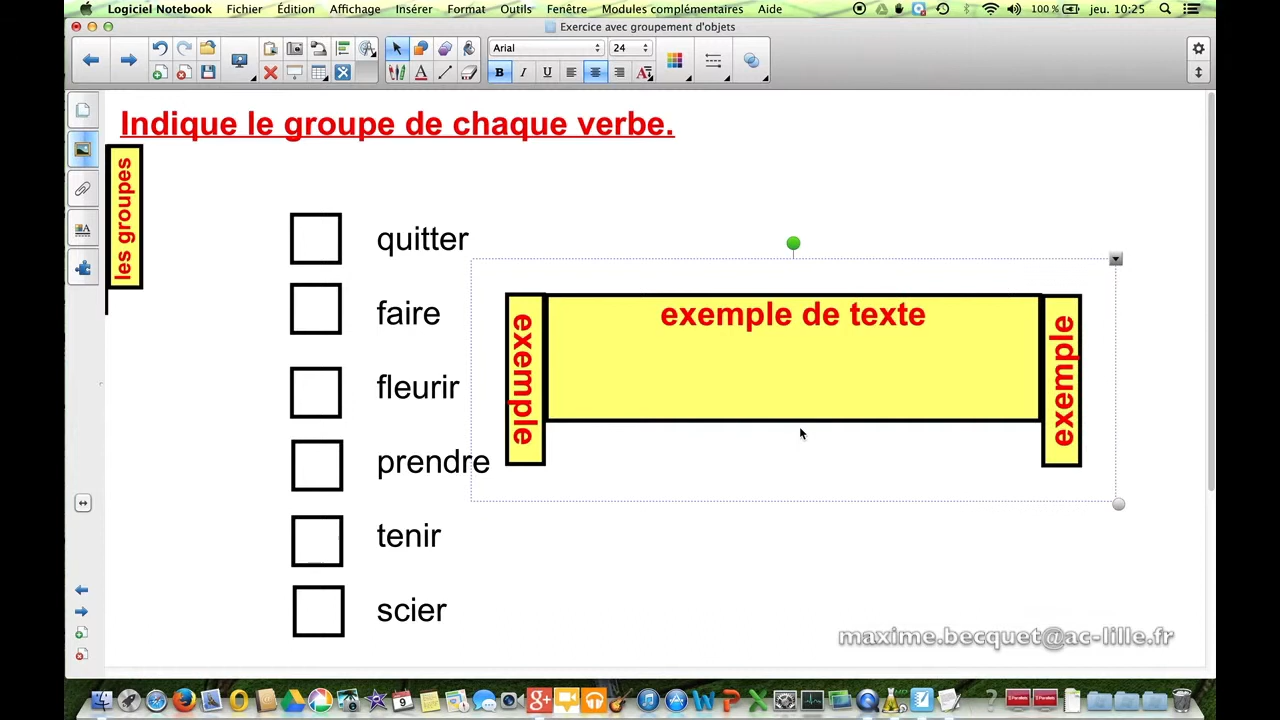 Logiciel Notebook Fichier Édition Affichage Insérer Format Outils Fenêtre Modules complémentaires Aide 100 % jeu. 10:25
Exercice avec groupement d'objets
Arial 24
B I U A
Indique le groupe de chaque verbe.
les groupes
quitter
faire
fleurir
prendre
tenir
scier
exemple
exemple de texte
exemple
maxime.becquet@ac-lille.fr